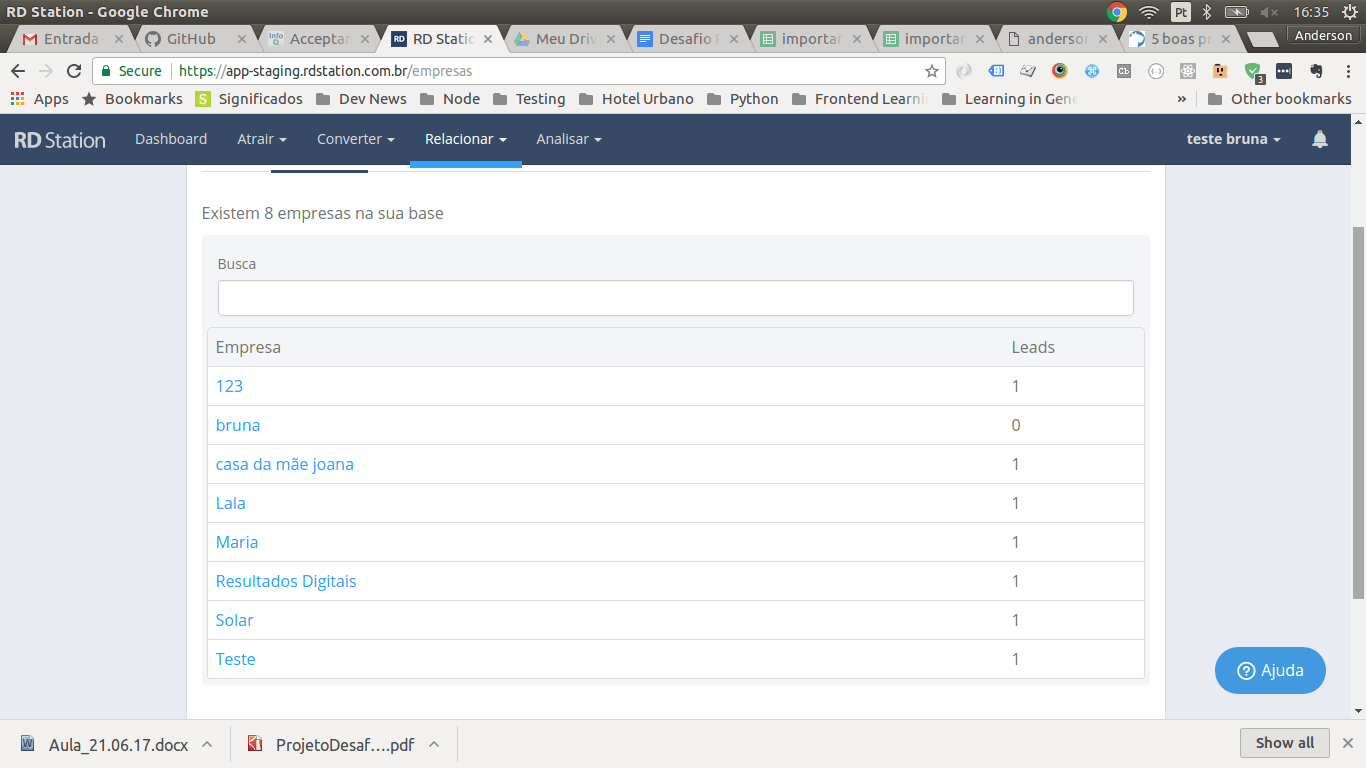 RD Station - Google Chrome Pt 16:35
Entrada GitHub Acceptan RD Static Meu Driv Desafio importar importar anderson 5 boas pr Anderson
Secure https://app-staging.rdstation.com.br/empresas 3
Apps Bookmarks S Significados Dev News Node Testing Hotel Urbano Python Frontend Learni Learning in Gene » Other bookmarks
RD Station Dashboard Atrair Converter Relacionar Analisar teste bruna
Existem 8 empresas na sua base
Busca
Empresa Leads
123 1
bruna 0
casa da mãe joana 1
Lala 1
Maria 1
Resultados Digitais 1
Solar 1
Teste 1
Ajuda
Aula_21.06.17.docx ProjetoDesaf....pdf Show all